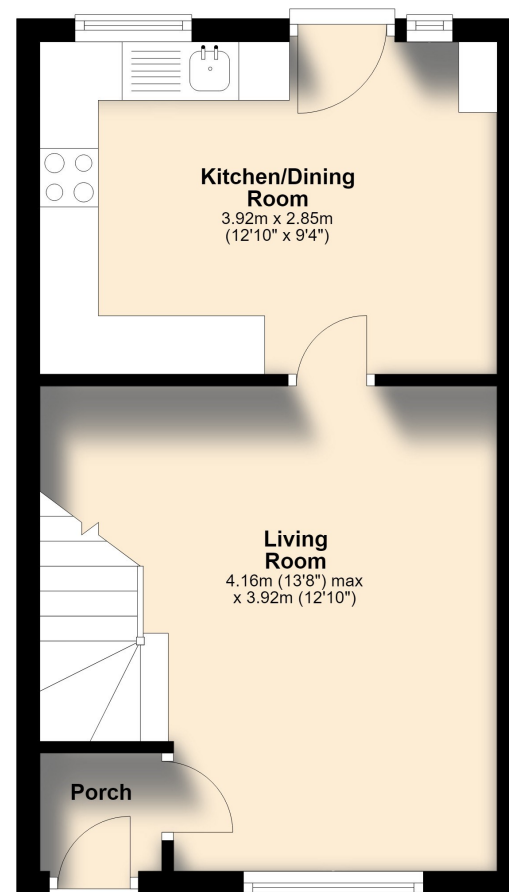 Kitchen/Dining
Room
3.92m x 2.85m
(12'10" x 9'4")
Living
Room
4.16m (13'8") max
x 3.92m (12'10")
Porch